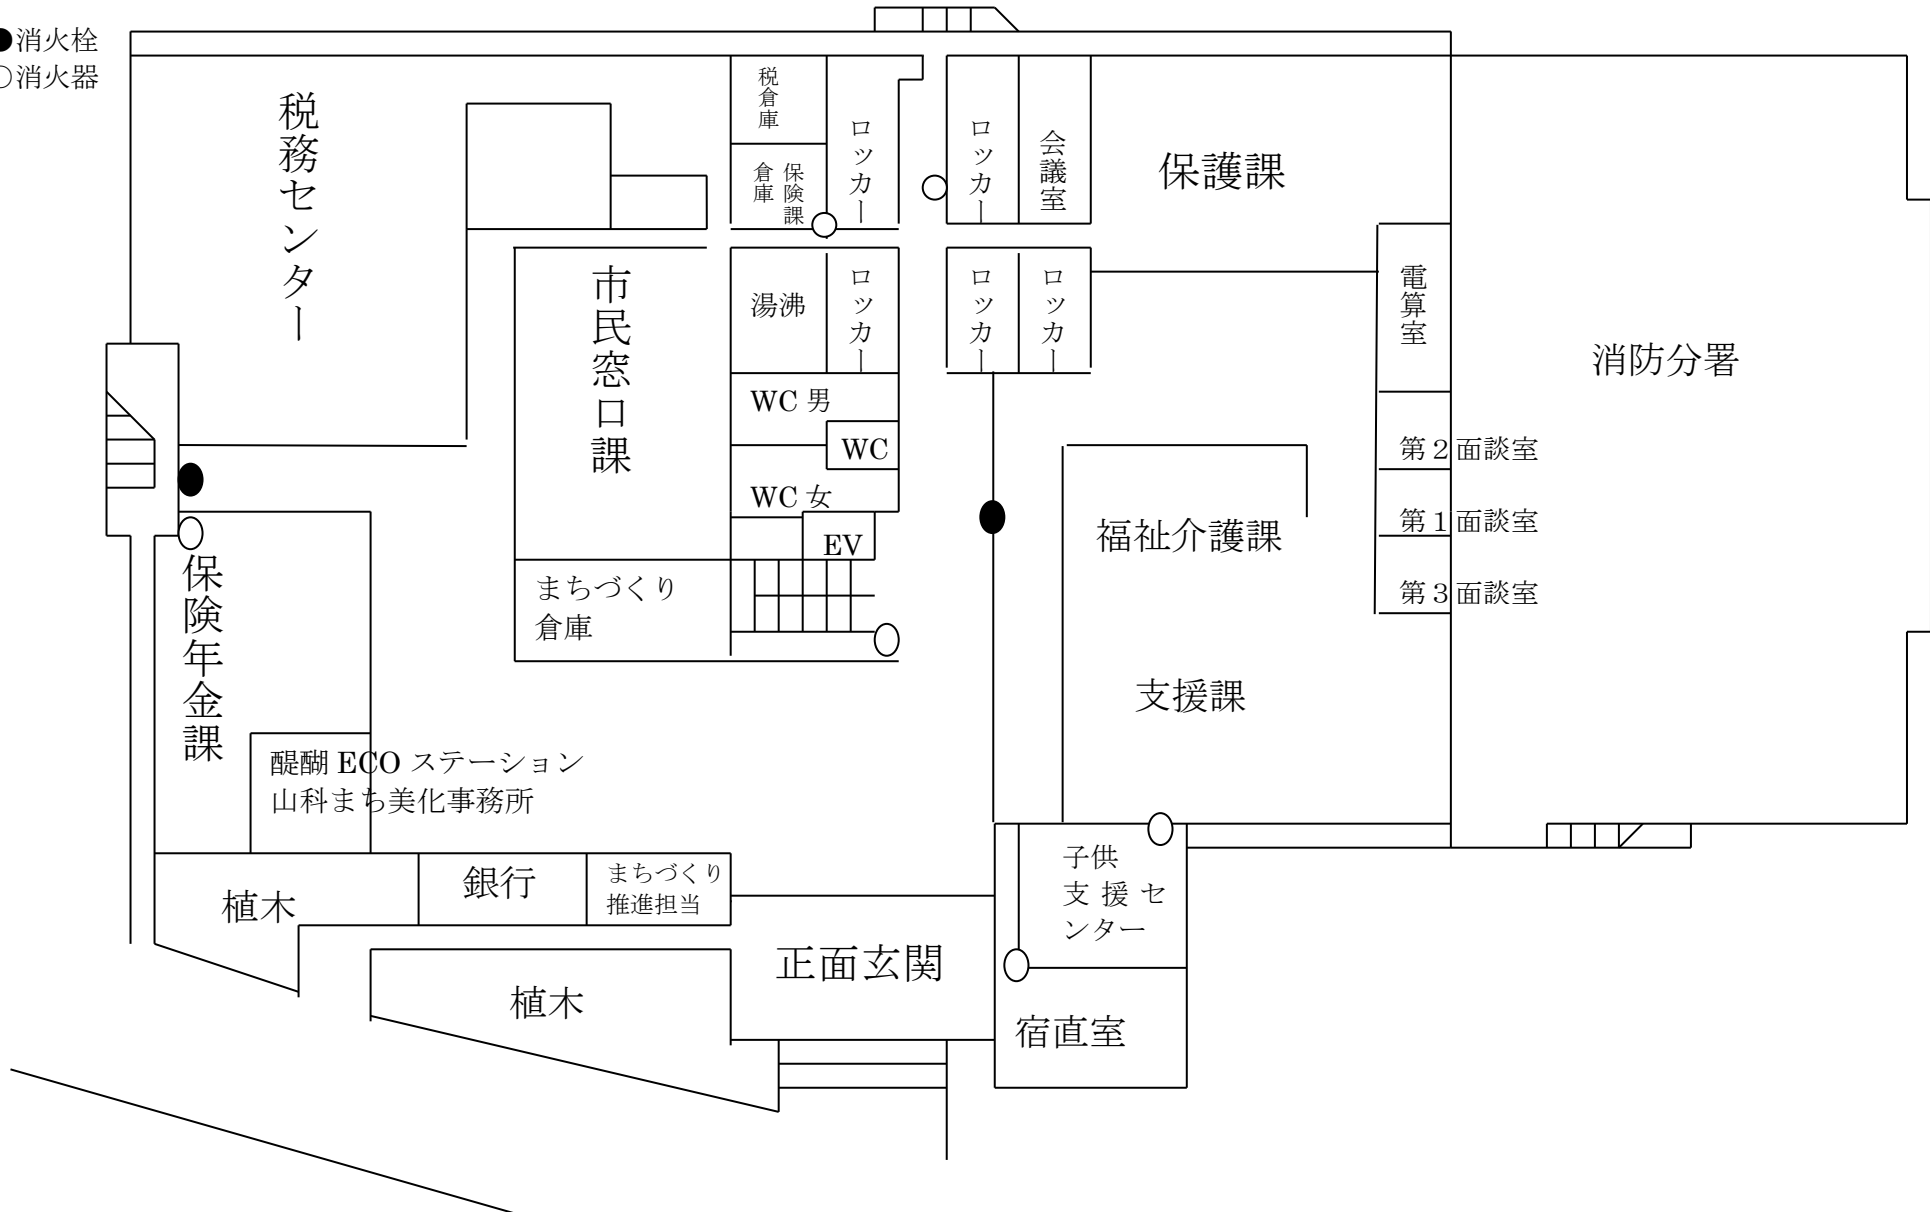 ●消火栓
○消火器
税務センター
税倉庫
保険課
倉庫
ロッカー
ロッカー
会議室
保護課
市民窓口課
湯沸
ロッカー
ロッカー
ロッカー
電算室
消防分署
WC 男
WC
WC 女
EV
第２面談室
第１面談室
第３面談室
福祉介護課
まちづくり
倉庫
保険年金課
支援課
醍醐 ECO ステーション
山科まち美化事務所
植木
銀行
まちづくり
推進担当
子供
支 援 セ
ンター
正面玄関
植木
宿直室